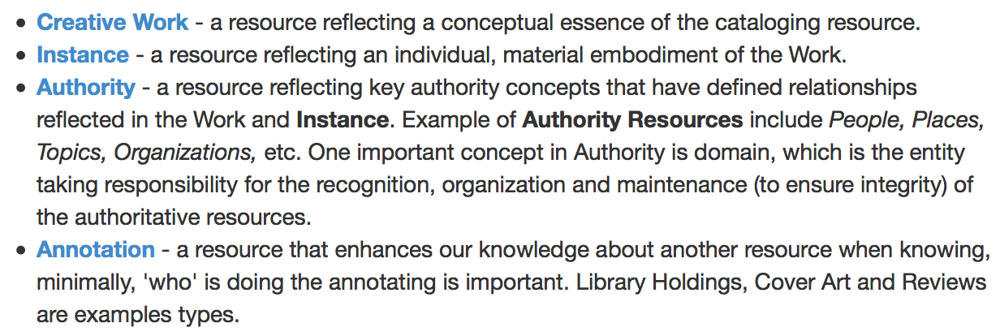 • Creative Work - a resource reflecting a conceptual essence of the cataloging resource.
• Instance - a resource reflecting an individual, material embodiment of the Work.
• Authority - a resource reflecting key authority concepts that have defined relationships
reflected in the Work and Instance. Example of Authority Resources include People, Places,
Topics, Organizations, etc. One important concept in Authority is domain, which is the entity
taking responsibility for the recognition, organization and maintenance (to ensure integrity) of
the authoritative resources.
• Annotation - a resource that enhances our knowledge about another resource when knowing,
minimally, 'who' is doing the annotating is important. Library Holdings, Cover Art and Reviews
are examples types.